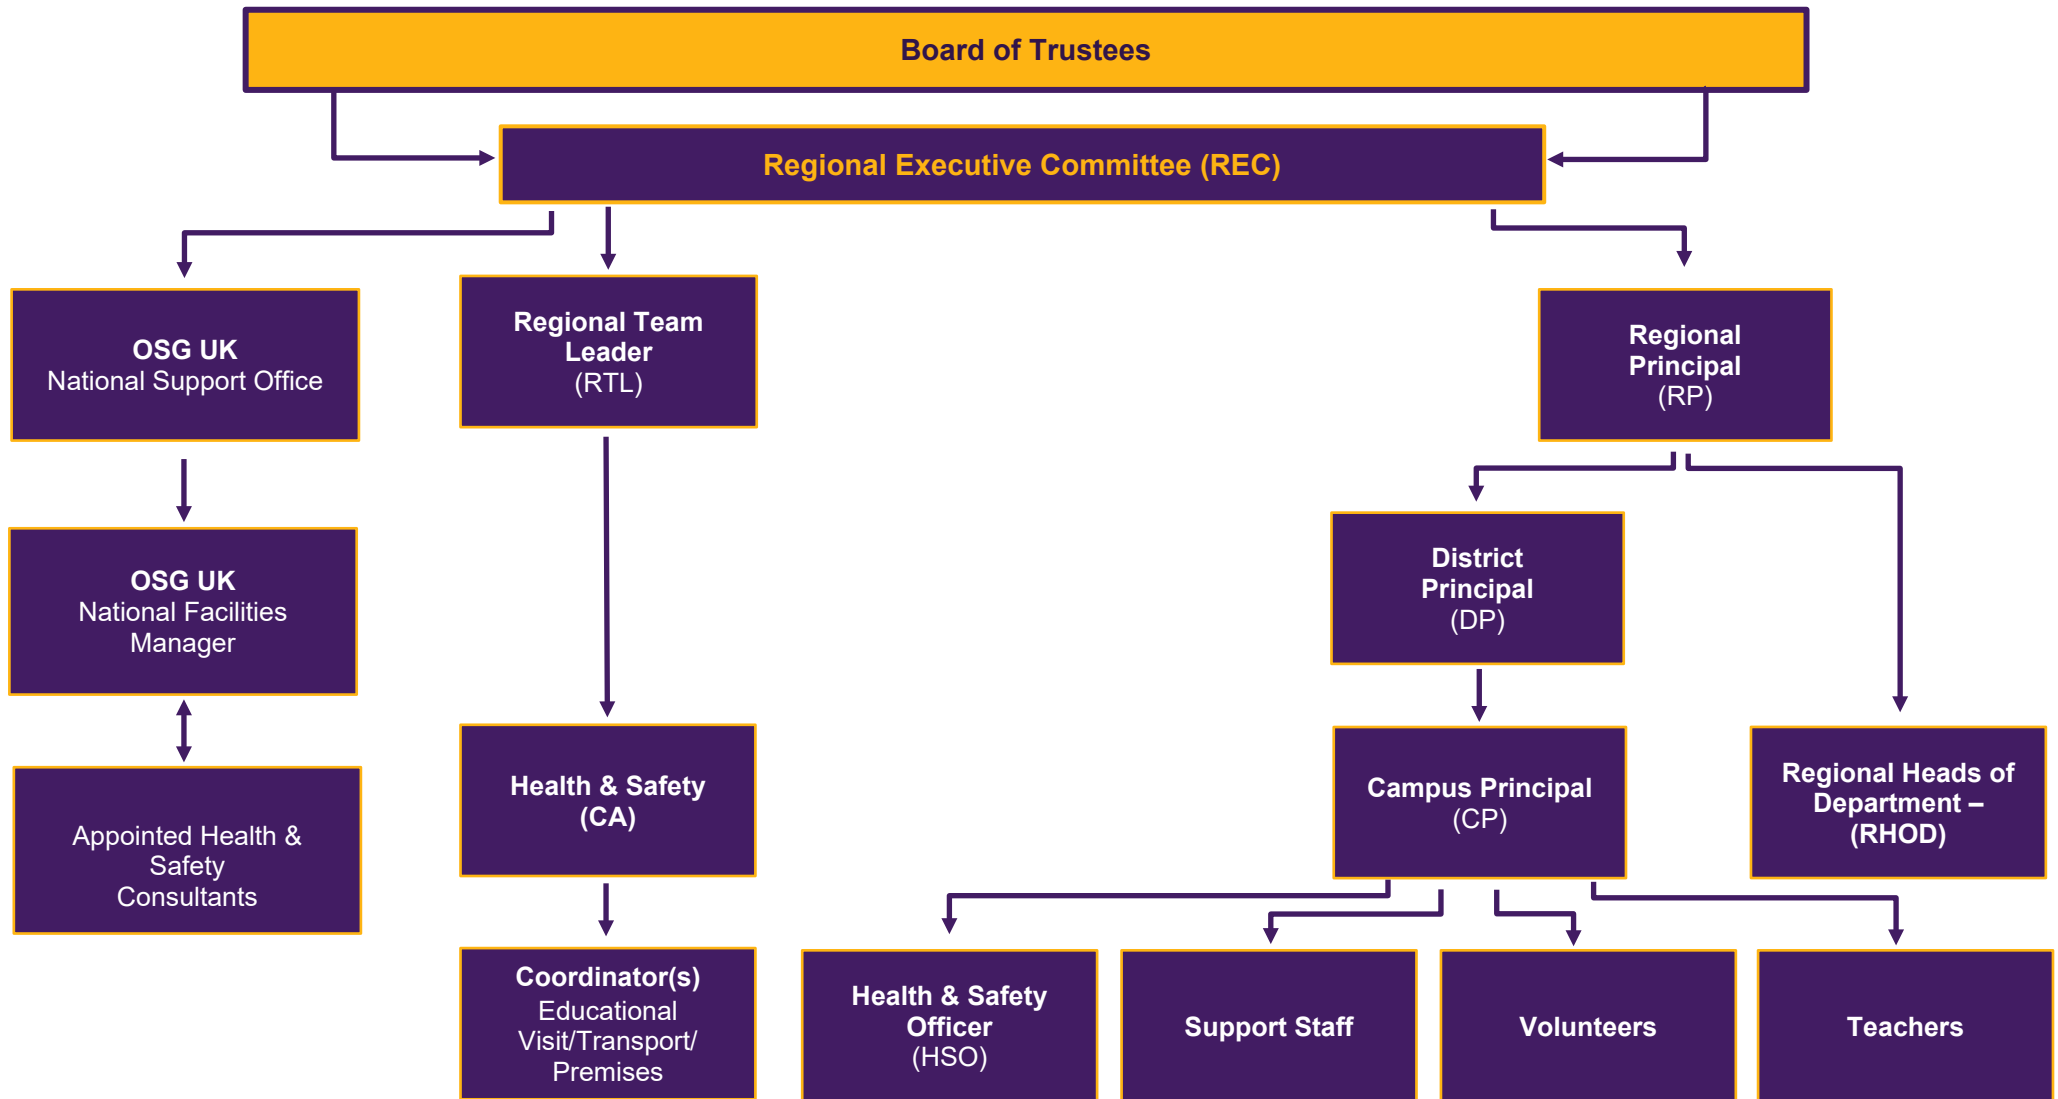 Board of Trustees
Regional Executive Committee (REC)
OSG UK
National Support Office
Regional Team
Leader
(RTL)
Regional
Principal
(RP)
OSG UK
National Facilities
Manager
District
Principal
(DP)
Appointed Health &
Safety
Consultants
Health & Safety
(CA)
Campus Principal
(CP)
Regional Heads of
Department –
(RHOD)
Coordinator(s)
Educational
Visit/Transport/
Premises
Health & Safety
Officer
(HSO)
Support Staff
Volunteers
Teachers